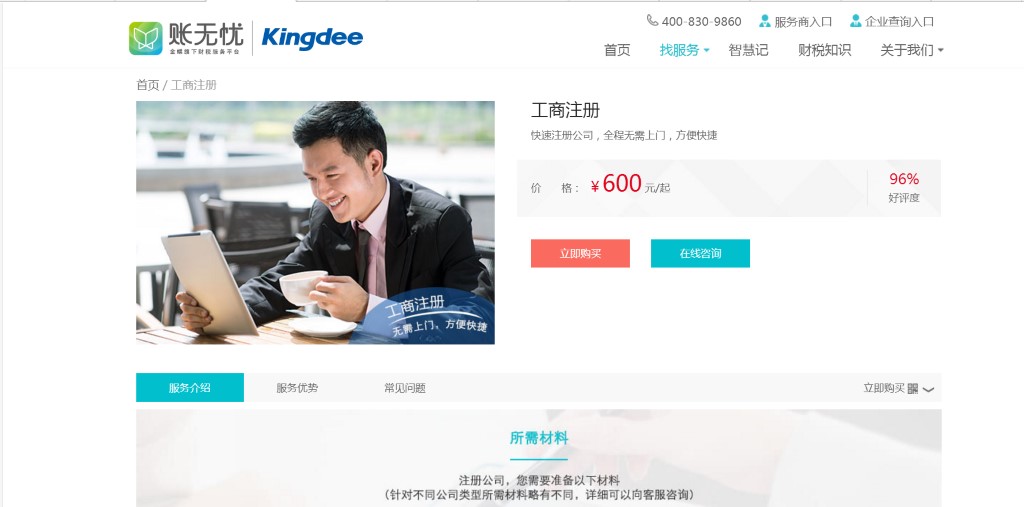 400-830-9860 服务商入口 企业查询入口
账无忧 Kingdee
金蝶旗下财税服务平台
首页 找服务 智慧记 财税知识 关于我们
首页 / 工商注册
工商注册
快速注册公司，全程无需上门，方便快捷
价 格： ¥600元/起
96%
好评度
立即购买 在线咨询
工商注册
无需上门，方便快捷
服务介绍 服务优势 常见问题 立即购买
所需材料
注册公司，您需要准备以下材料
（针对不同公司类型所需材料略有不同，详细可以向客服咨询）